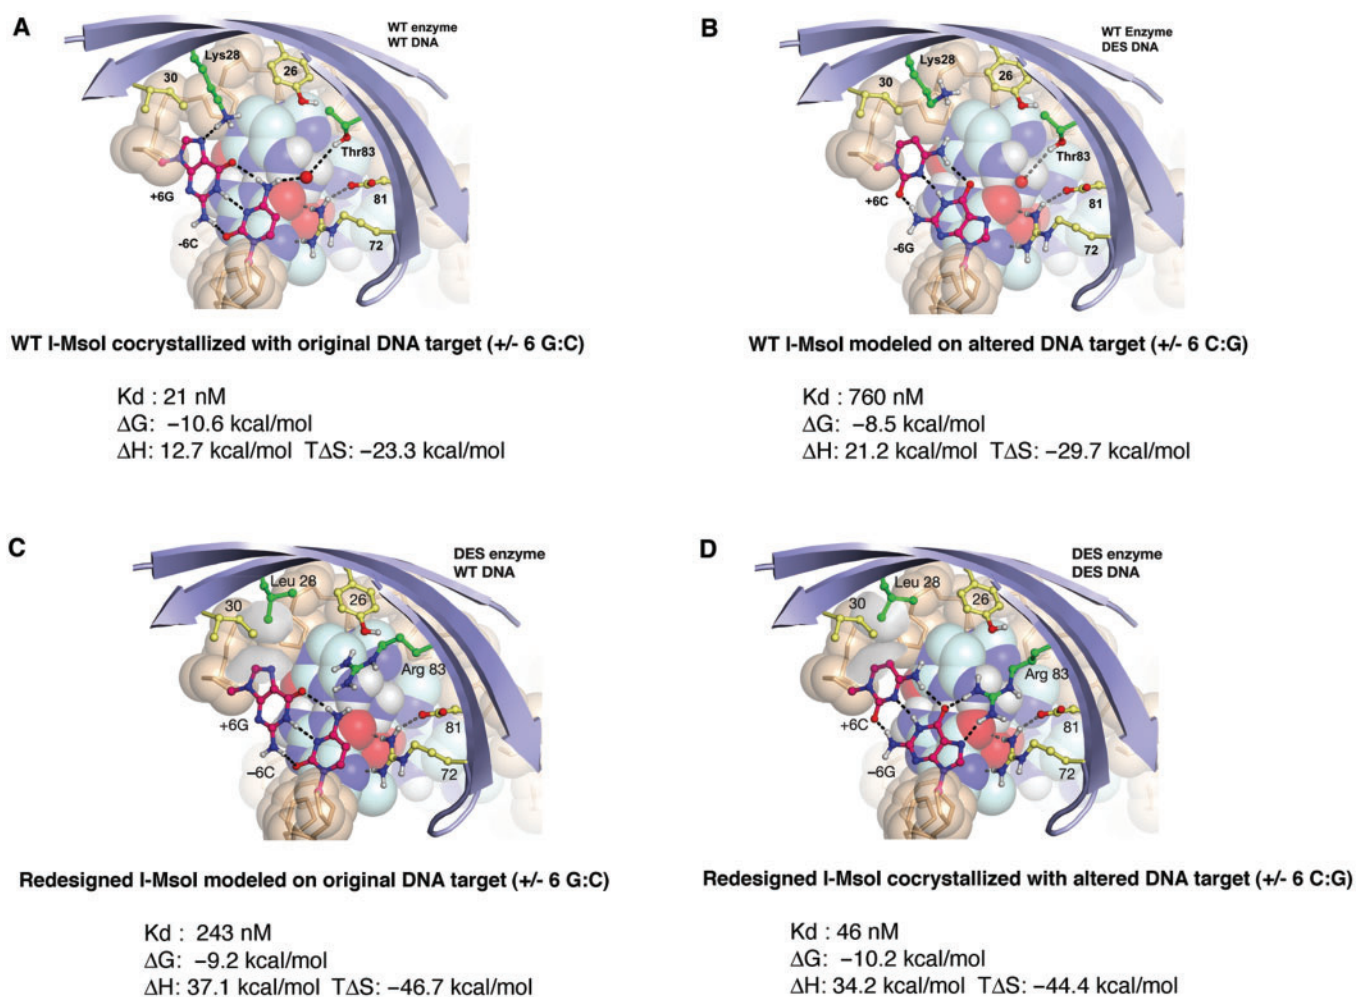 A
WT enzyme
WT DNA
Lys28
26
30
Thr83
+6G
81
-6C
72
WT I-MsoI cocrystallized with original DNA target (+/- 6 G:C)
Kd : 21 nM
ΔG: −10.6 kcal/mol
ΔH: 12.7 kcal/mol TΔS: −23.3 kcal/mol
B
WT Enzyme
DES DNA
Lys28
26
30
Thr83
+6C
81
-6G
72
WT I-MsoI modeled on altered DNA target (+/- 6 C:G)
Kd : 760 nM
ΔG: −8.5 kcal/mol
ΔH: 21.2 kcal/mol TΔS: −29.7 kcal/mol
C
DES enzyme
WT DNA
Leu 28
30
26
Arg 83
+6G
81
−6C
72
Redesigned I-MsoI modeled on original DNA target (+/- 6 G:C)
Kd : 243 nM
ΔG: −9.2 kcal/mol
ΔH: 37.1 kcal/mol TΔS: −46.7 kcal/mol
D
DES enzyme
DES DNA
Leu 28
30
26
Arg 83
+6C
81
−6G
72
Redesigned I-MsoI cocrystallized with altered DNA target (+/- 6 C:G)
Kd : 46 nM
ΔG: −10.2 kcal/mol
ΔH: 34.2 kcal/mol TΔS: −44.4 kcal/mol